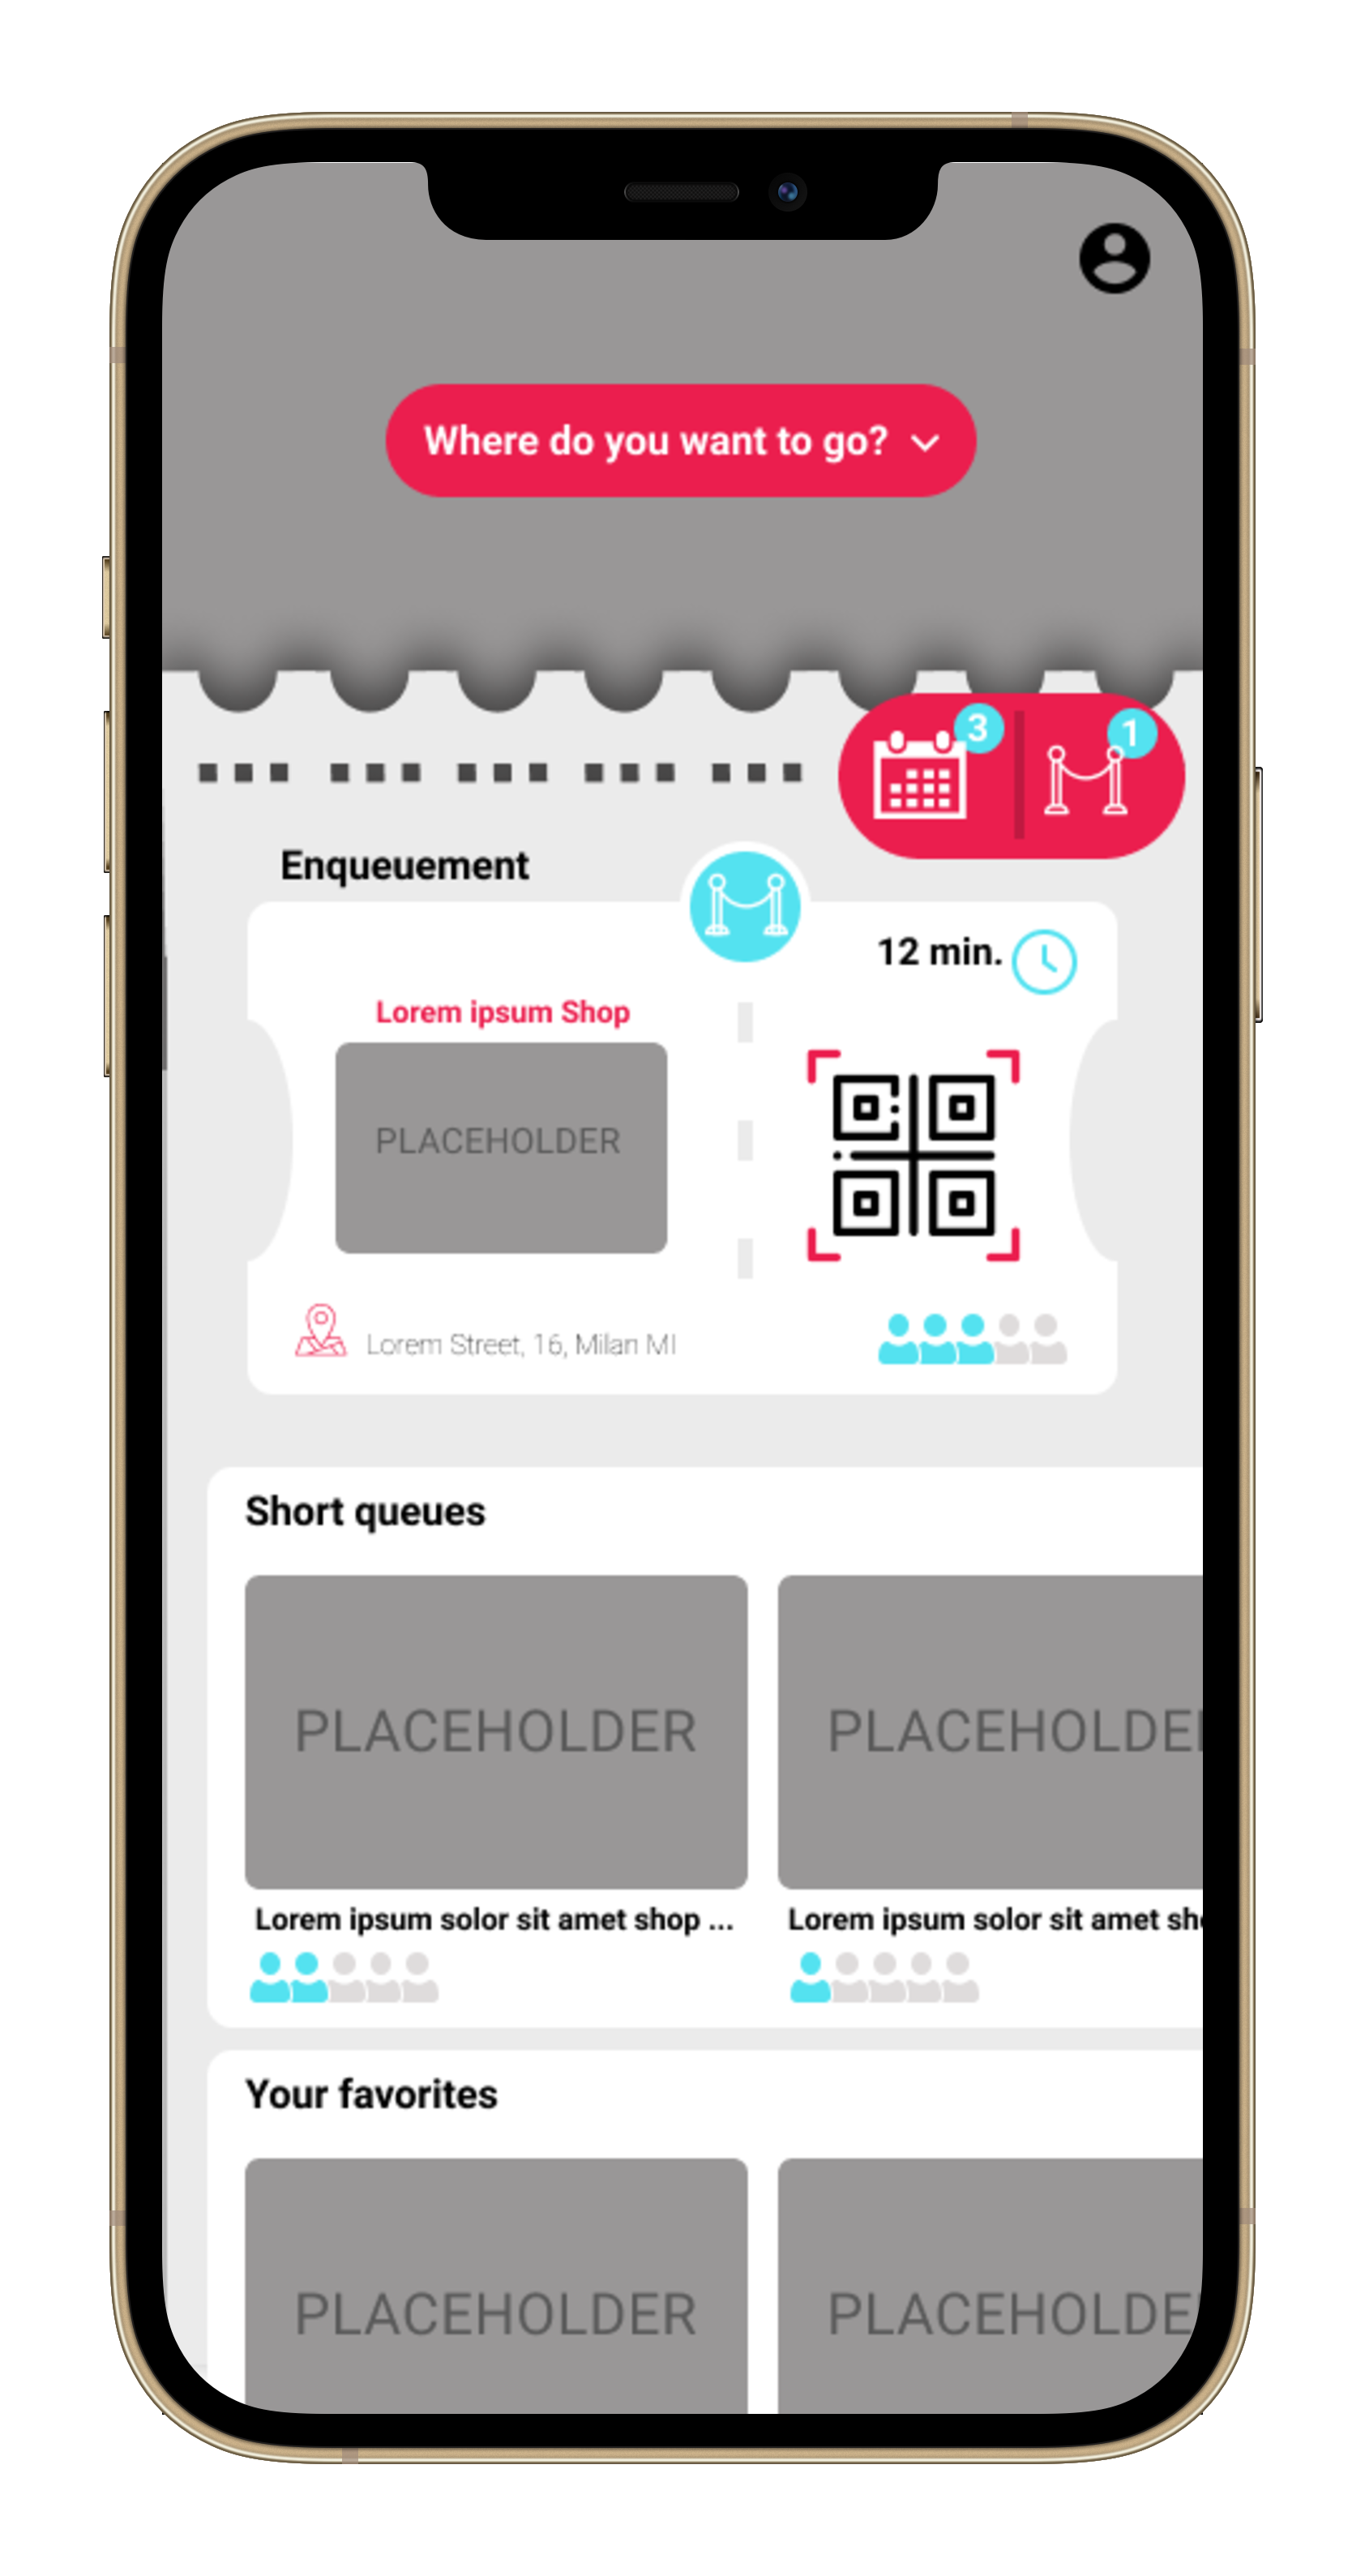 Where do you want to go?
3
1
Enqueuement
12 min.
Lorem ipsum Shop
PLACEHOLDER
Lorem Street, 16, Milan MI
Short queues
PLACEHOLDER
PLACEHOLDE
Lorem ipsum solor sit amet shop ...
Lorem ipsum solor sit amet sh
Your favorites
PLACEHOLDER
PLACEHOLDE